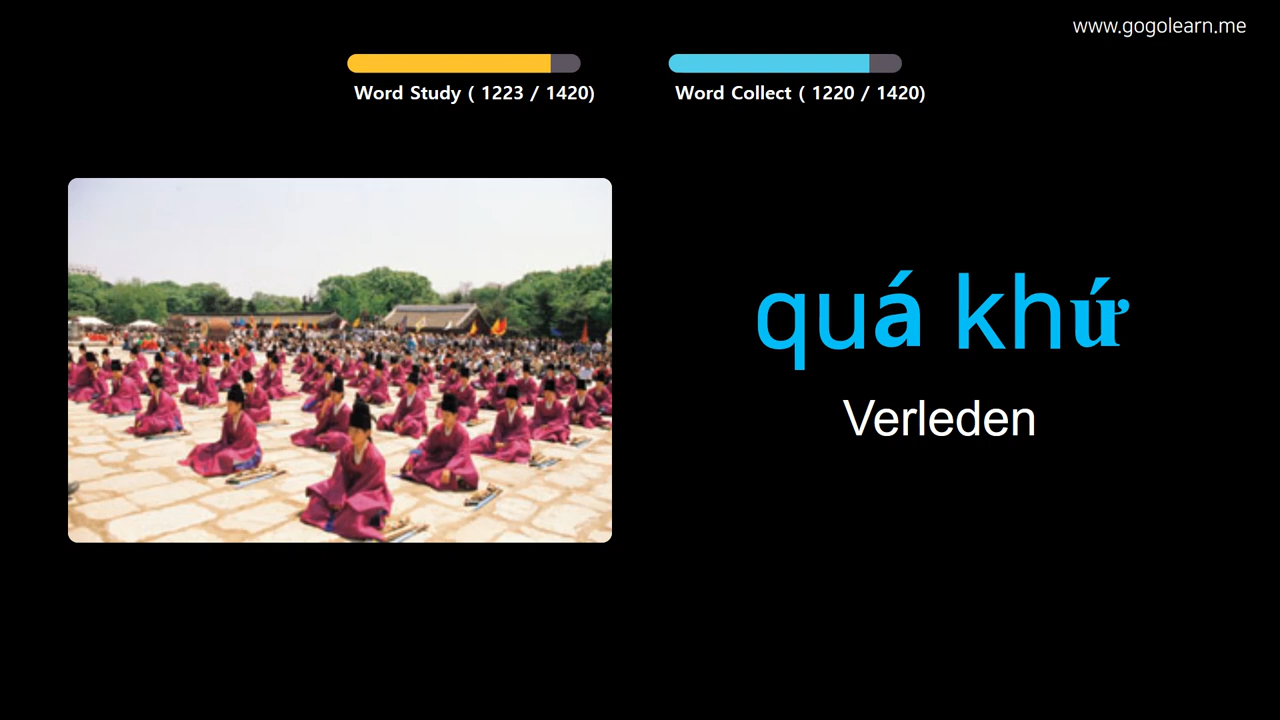 www.gogolearn.me
Word Study ( 1223 / 1420)
Word Collect ( 1220 / 1420)
quá khứ
Verleden